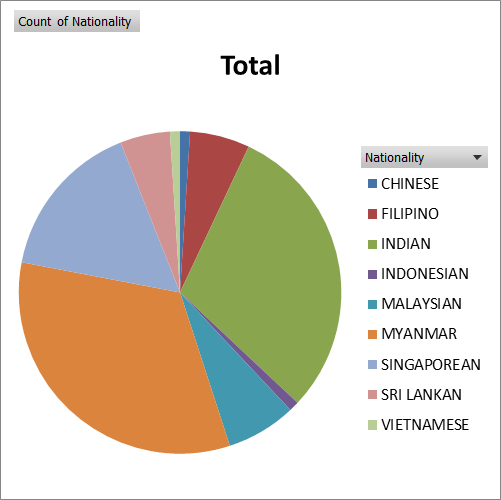 Count of Nationality
Total
Nationality
CHINESE
FILIPINO
INDIAN
INDONESIAN
MALAYSIAN
MYANMAR
SINGAPOREAN
SRI LANKAN
VIETNAMESE